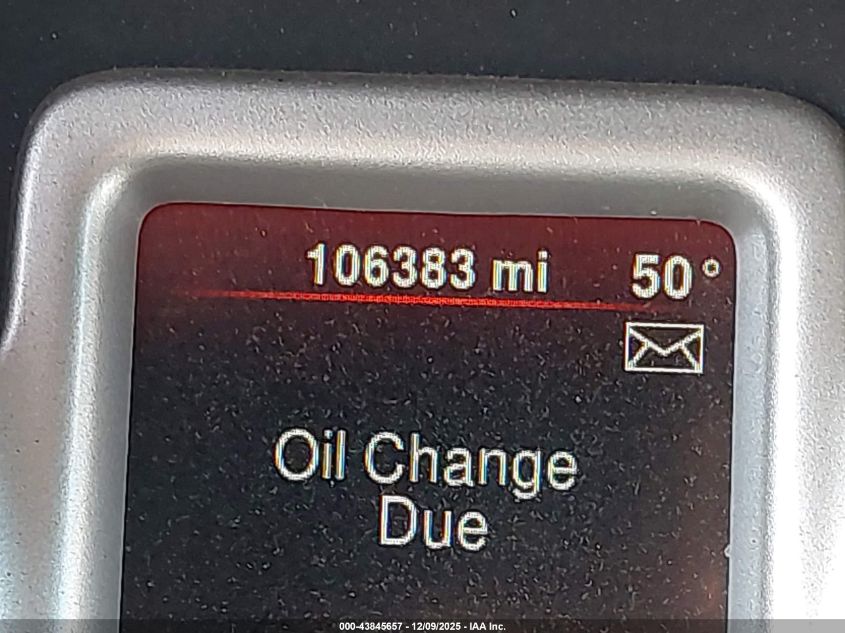 106383 mi 50°
Oil Change
Due
000-43845657 - 12/09/2025 - IAA Inc.